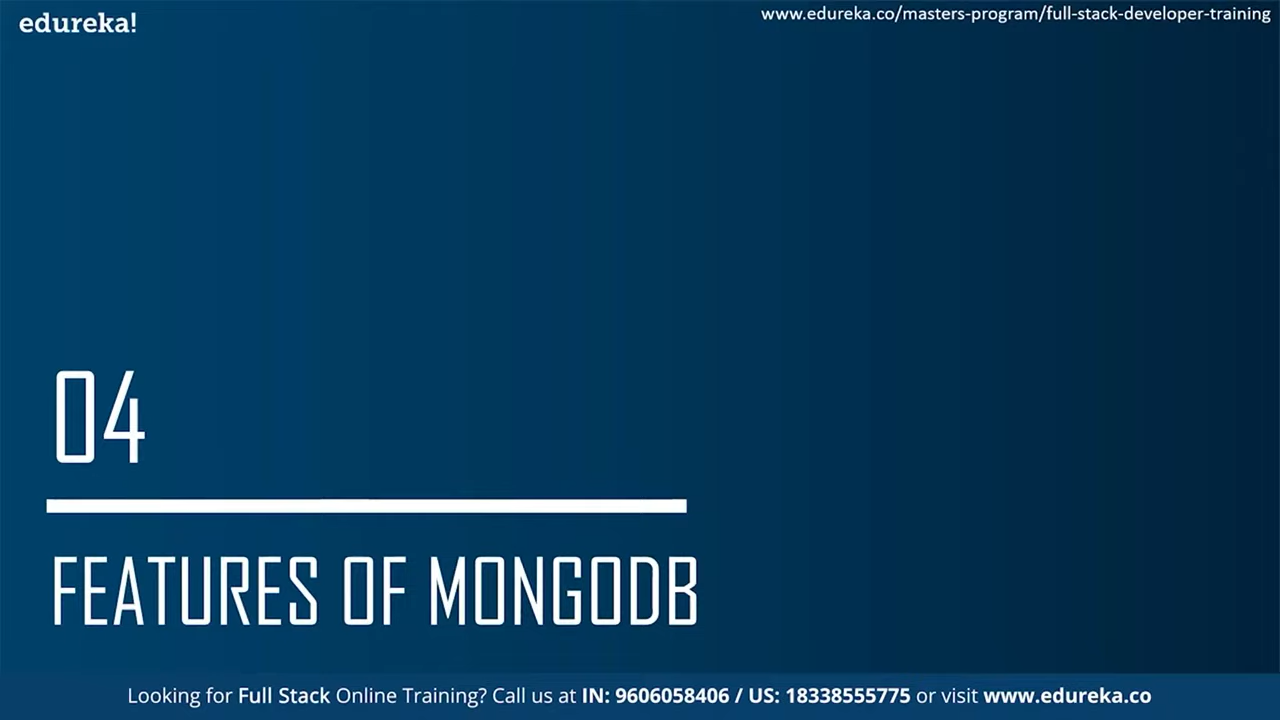 edureka!
www.edureka.co/masters-program/full-stack-developer-training
04
FEATURES OF MONGODB
Looking for Full Stack Online Training? Call us at IN: 9606058406 / US: 18338555775 or visit www.edureka.co